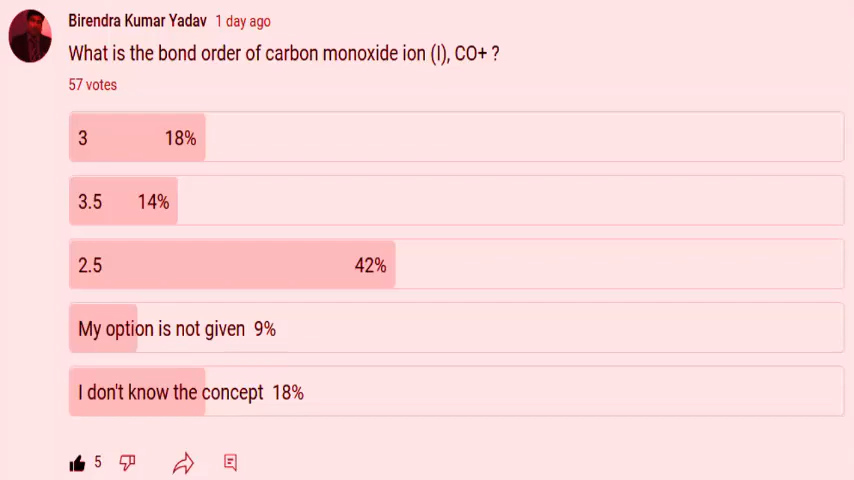 Birendra Kumar Yadav 1 day ago
What is the bond order of carbon monoxide ion (I), CO+ ?
57 votes
3 18%
3.5 14%
2.5 42%
My option is not given 9%
I don't know the concept 18%
5